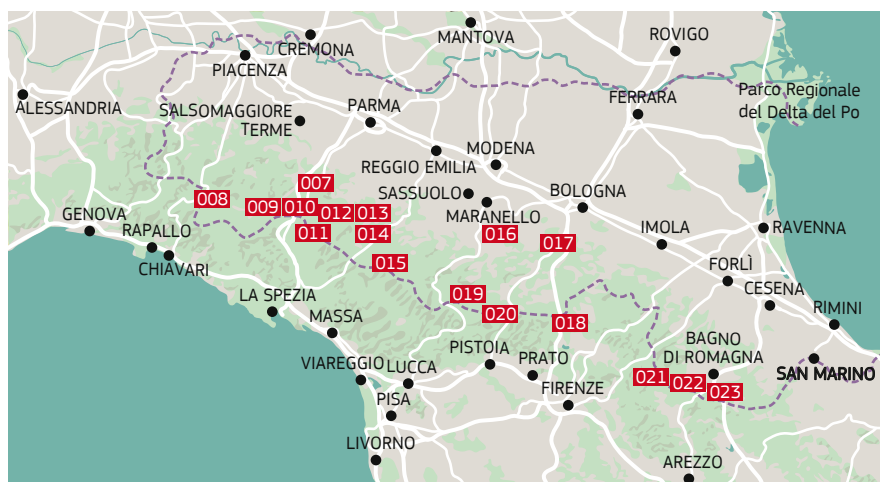 CREMONA
MANTOVA
ROVIGO
PIACENZA
ALESSANDRIA
SALSOMAGGIORE
TERME
PARMA
FERRARA
Parco Regionale
del Delta del Po
REGGIO EMILIA
MODENA
007
SASSUOLO
008
009
010
012
013
MARANELLO
BOLOGNA
GENOVA
RAPALLO
CHIAVARI
011
014
016
017
IMOLA
RAVENNA
015
FORLÌ
CESENA
LA SPEZIA
MASSA
019
020
018
RIMINI
VIAREGGIO
LUCCA
PISTOIA
PRATO
BAGNO
DI ROMAGNA
SAN MARINO
PISA
FIRENZE
021
022
023
LIVORNO
AREZZO